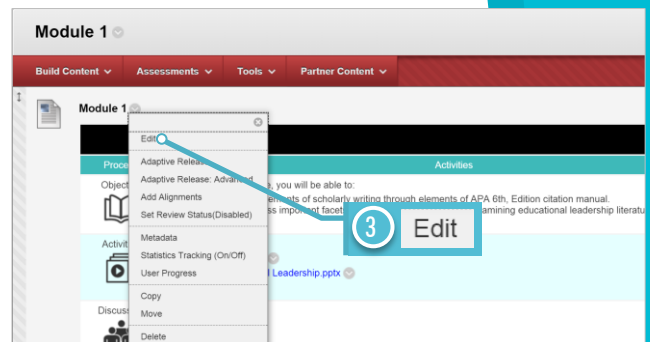 Module 1
Build Content Assessments Tools Partner Content
Module 1
Edit
Adaptive Release
Adaptive Release: Advanced
Add Alignments
Set Review Status(Disabled)
Metadata
Statistics Tracking (On/Off)
User Progress
Copy
Move
Delete
Activities
you will be able to:
of scholarly writing through elements of APA 6th, Edition citation manual.
important facet
amining educational leadership
Leadership.pptx
3 Edit